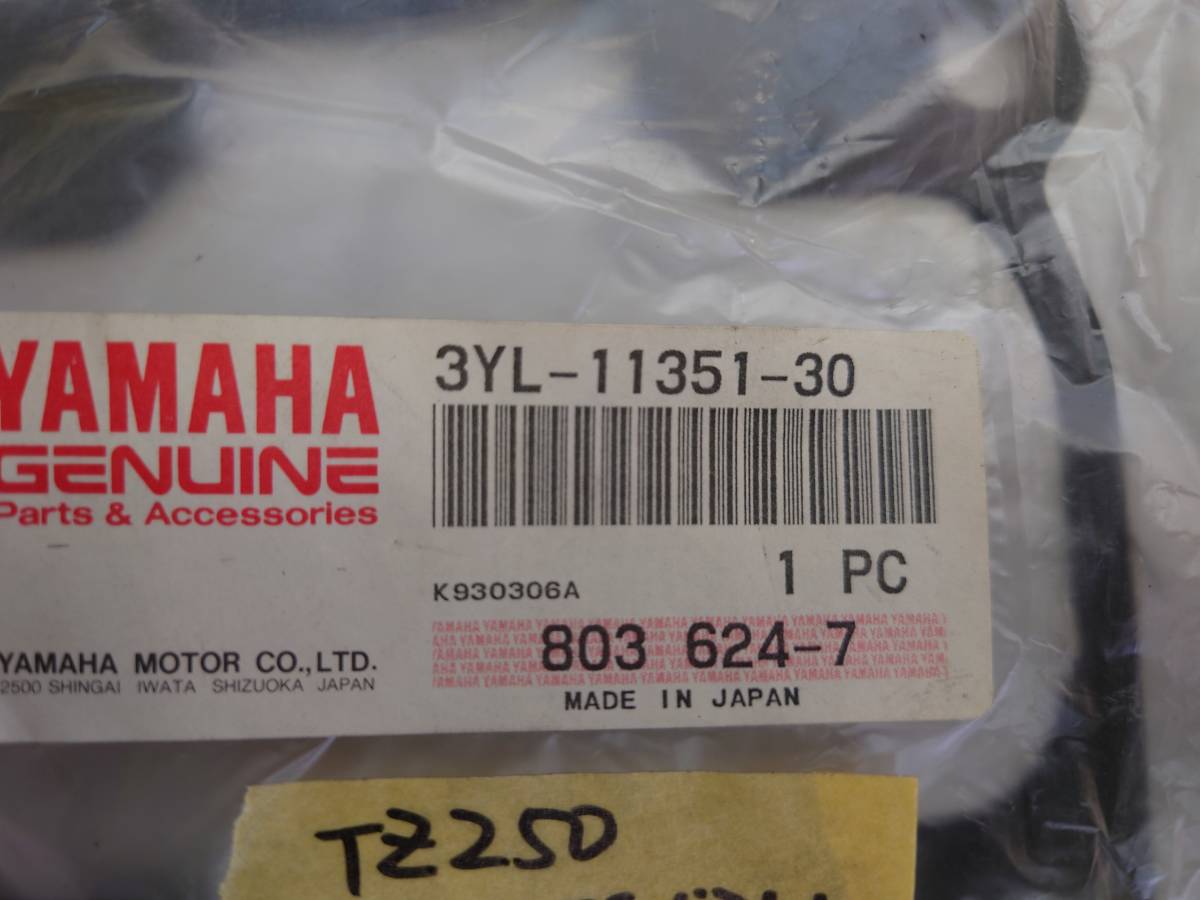 YAMAHA
GENUINE
Parts & Accessories
3YL-11351-30
1 PC
K930306A
803 624-7
MADE IN JAPAN
YAMAHA MOTOR CO.,LTD.
2500 SHINGAI IWATA SHIZUOKA JAPAN
TZ250